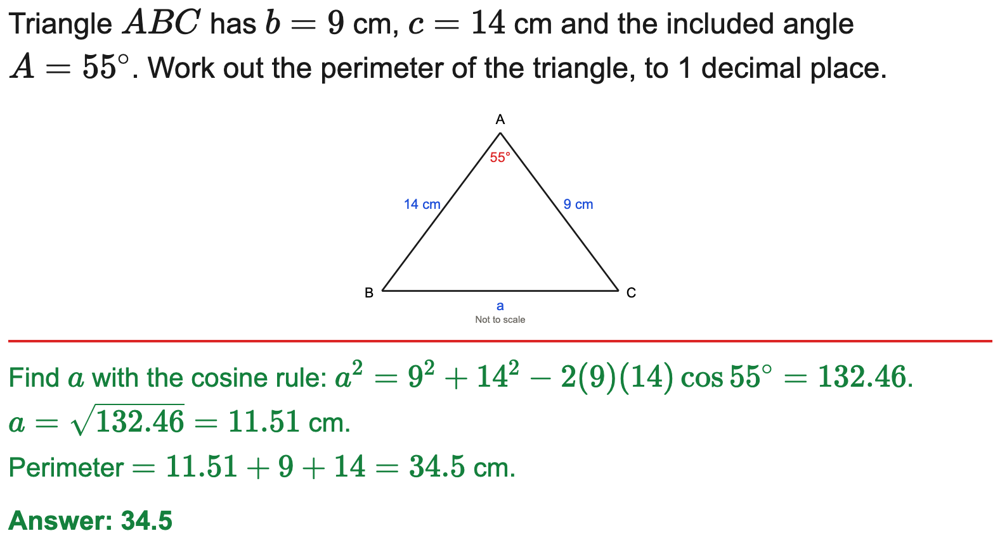 Triangle ABC has b = 9 cm, c = 14 cm and the included angle
A = 55°. Work out the perimeter of the triangle, to 1 decimal place.
A
55°
14 cm
9 cm
B
C
a
Not to scale
Find a with the cosine rule: a² = 9² + 14² − 2(9)(14) cos 55° = 132.46.
a = √132.46 = 11.51 cm.
Perimeter = 11.51 + 9 + 14 = 34.5 cm.
Answer: 34.5